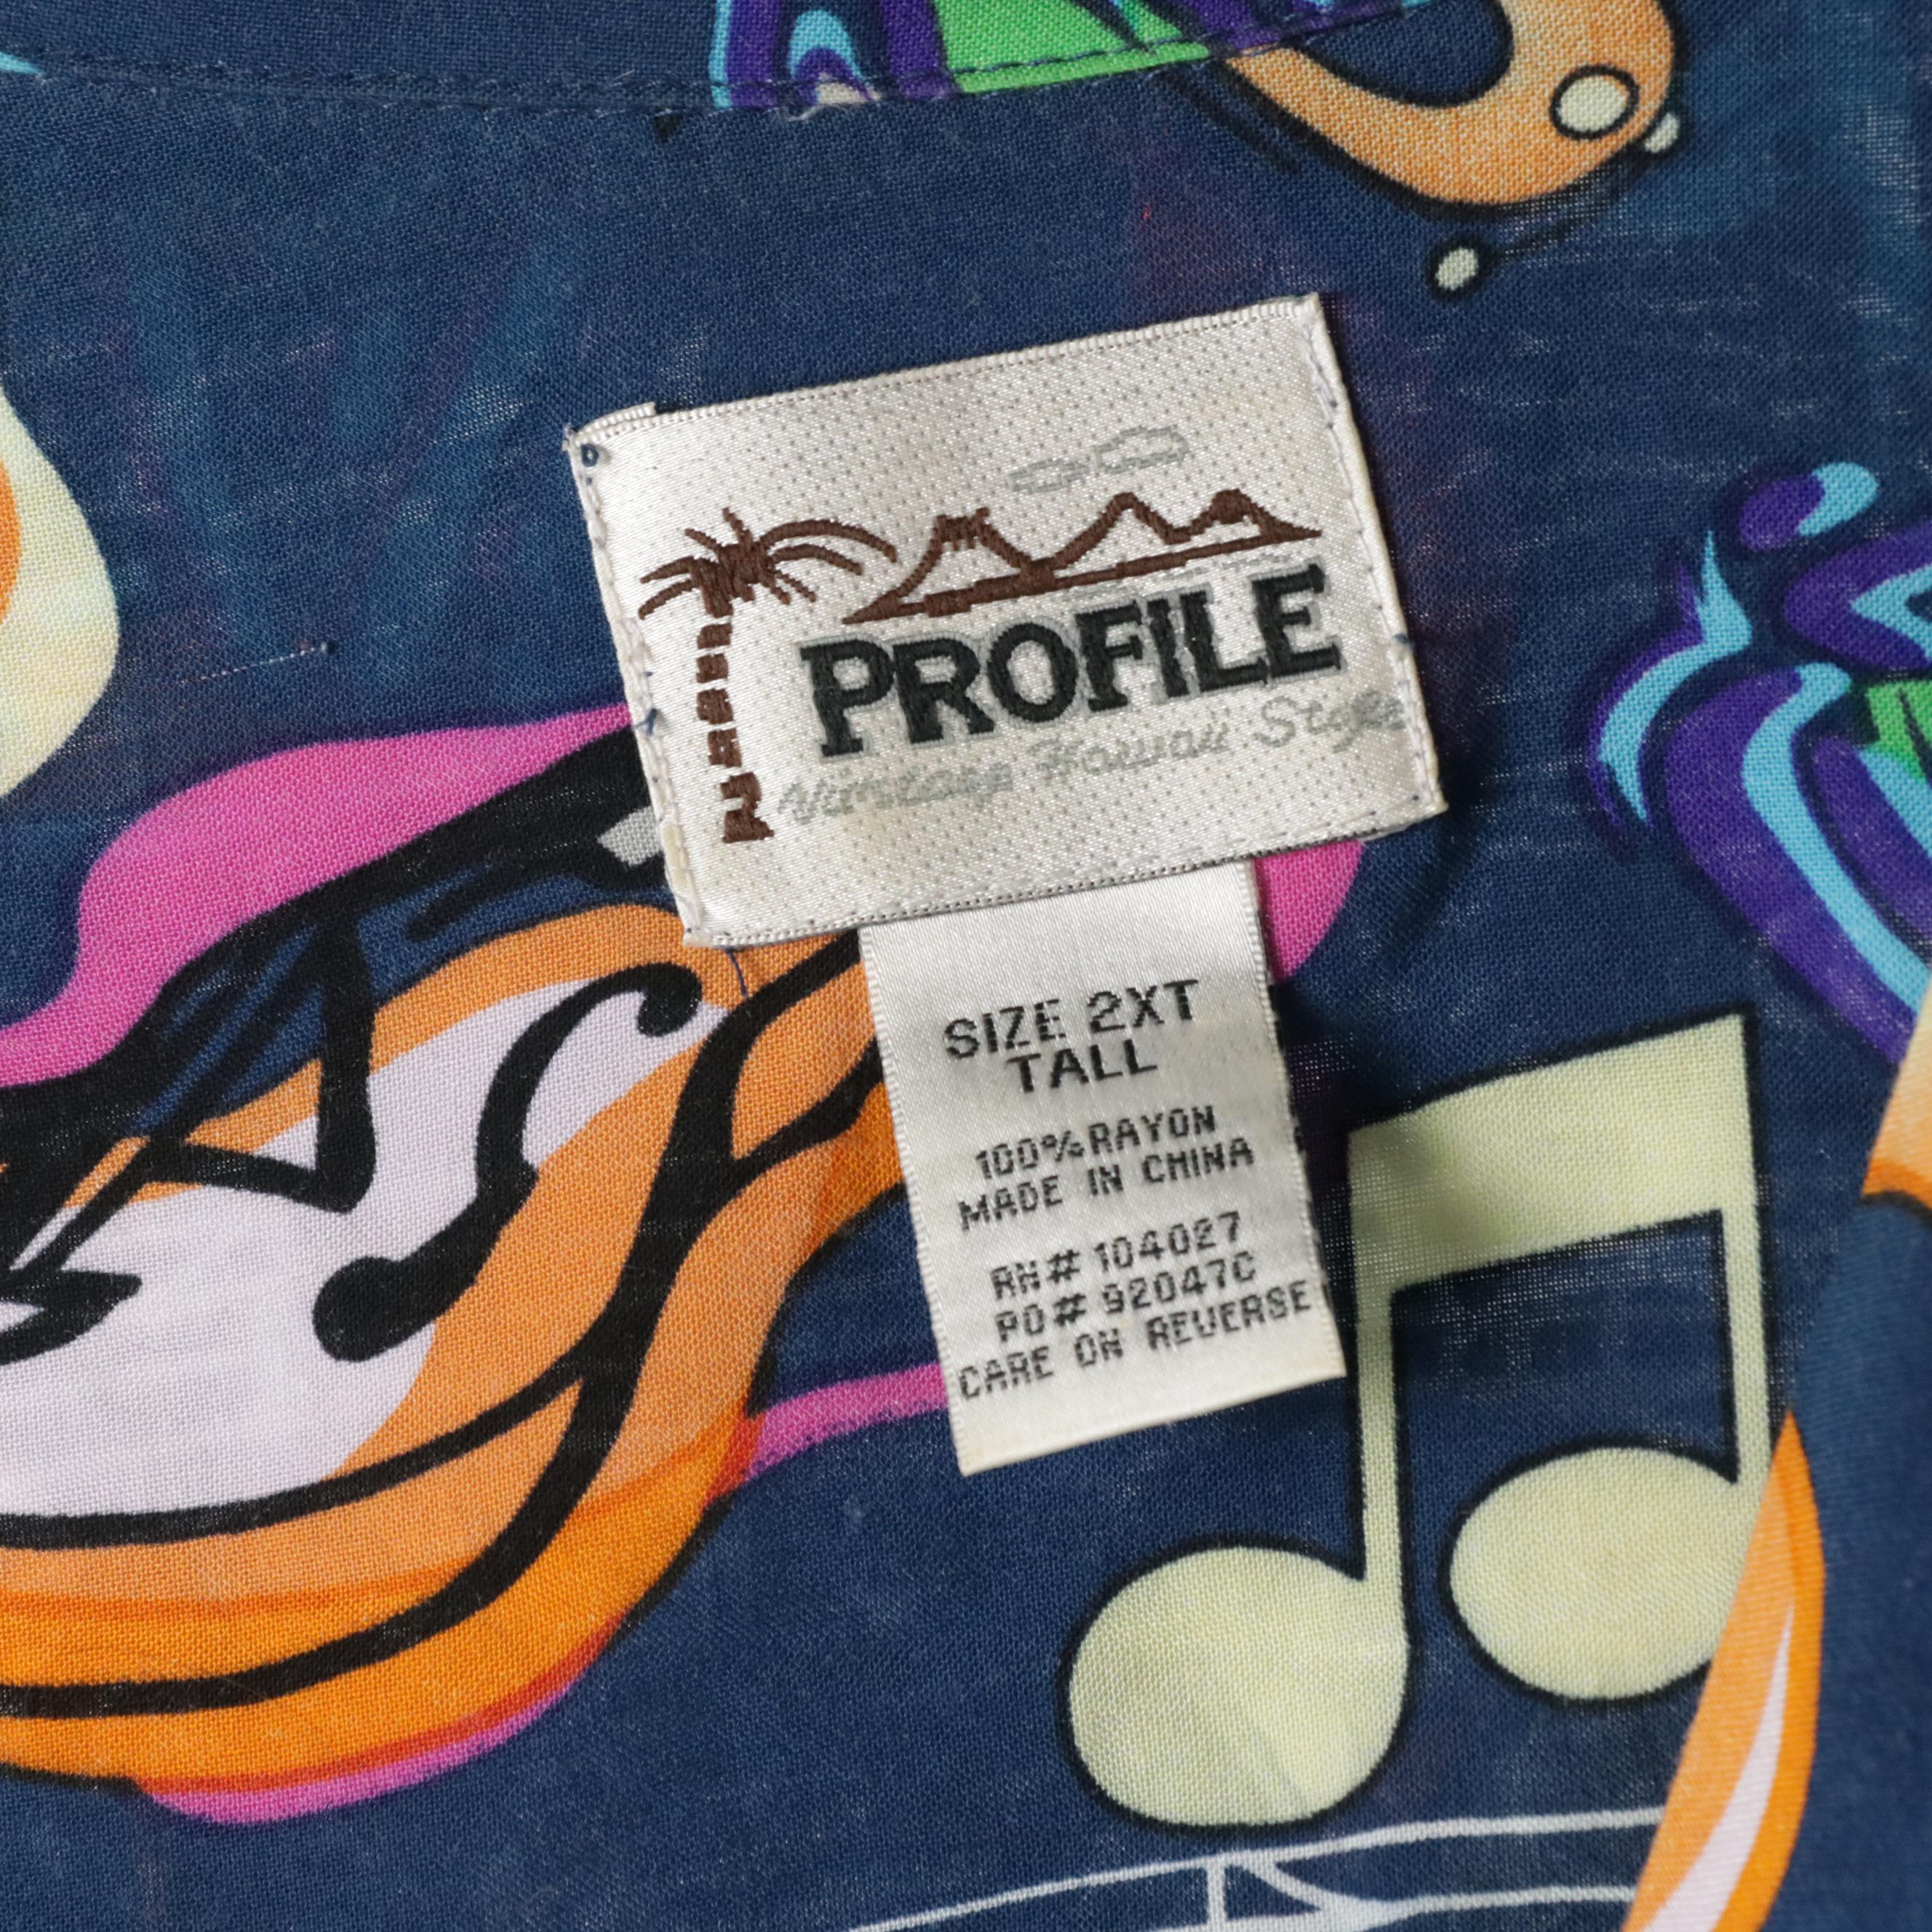 PROFILE
Vintage Hawaii Style
SIZE 2XT
TALL
100% RAYON
MADE IN CHINA
RN# 104027
PO# 92047C
CARE ON REVERSE